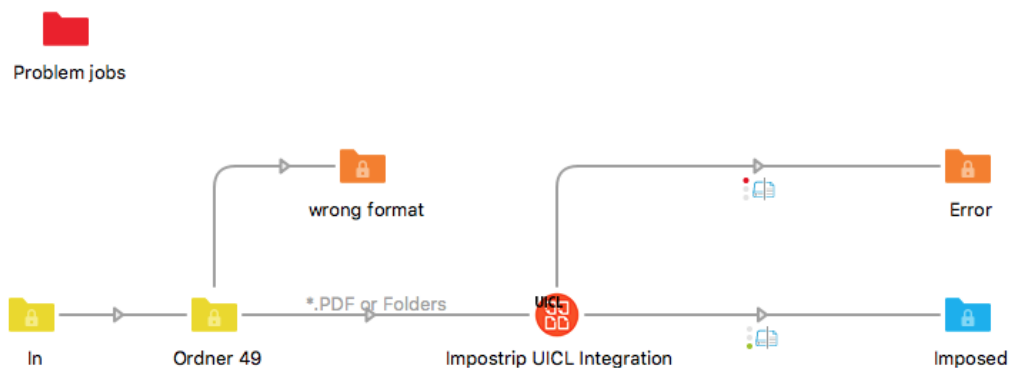 Problem jobs
wrong format
Error
*.PDF or Folders
UICL
In
Ordner 49
Impostrip UICL Integration
Imposed